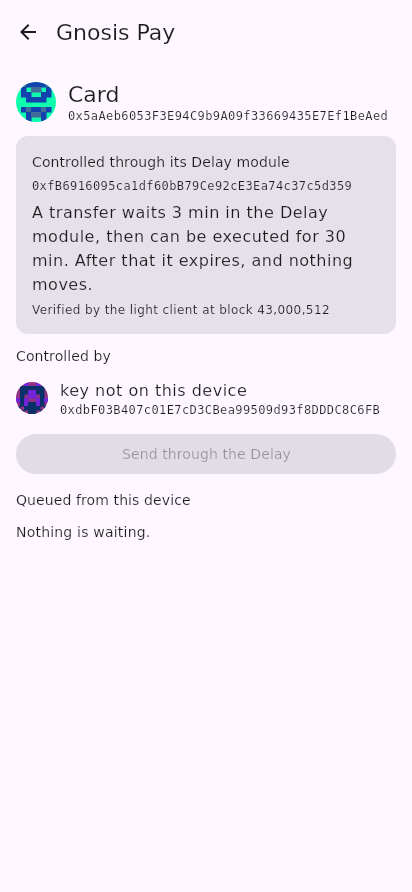 Gnosis Pay
Card
0x5aAeb6053F3E94C9b9A09f33669435E7Ef1BeAed
Controlled through its Delay module
0xfB6916095ca1df60bB79Ce92cE3Ea74c37c5d359
A transfer waits 3 min in the Delay
module, then can be executed for 30
min. After that it expires, and nothing
moves.
Verified by the light client at block 43,000,512
Controlled by
key not on this device
0xdbF03B407c01E7cD3CBea99509d93f8DDDC8C6FB
Send through the Delay
Queued from this device
Nothing is waiting.